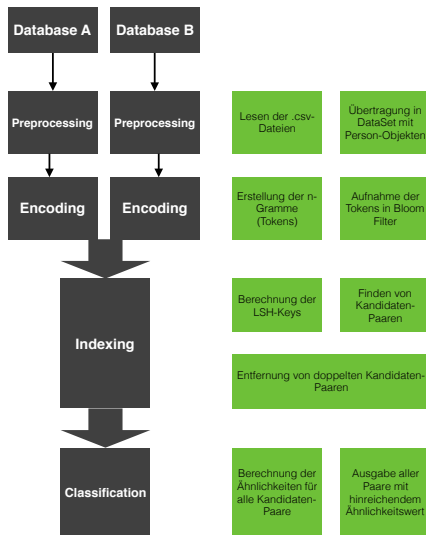 Database A
Database B
Preprocessing
Preprocessing
Lesen der .csv-
Dateien
Übertragung in
DataSet mit
Person-Objekten
Encoding
Encoding
Erstellung der n-
Gramme
(Tokens)
Aufnahme der
Tokens in Bloom
Filter
Indexing
Berechnung der
LSH-Keys
Finden von
Kandidaten-
Paaren
Entfernung von doppelten Kandidaten-
Paaren
Classification
Berechnung der
Ähnlichkeiten für
alle Kandidaten-
Paare
Ausgabe aller
Paare mit
hinreichendem
Ähnlichkeitswert